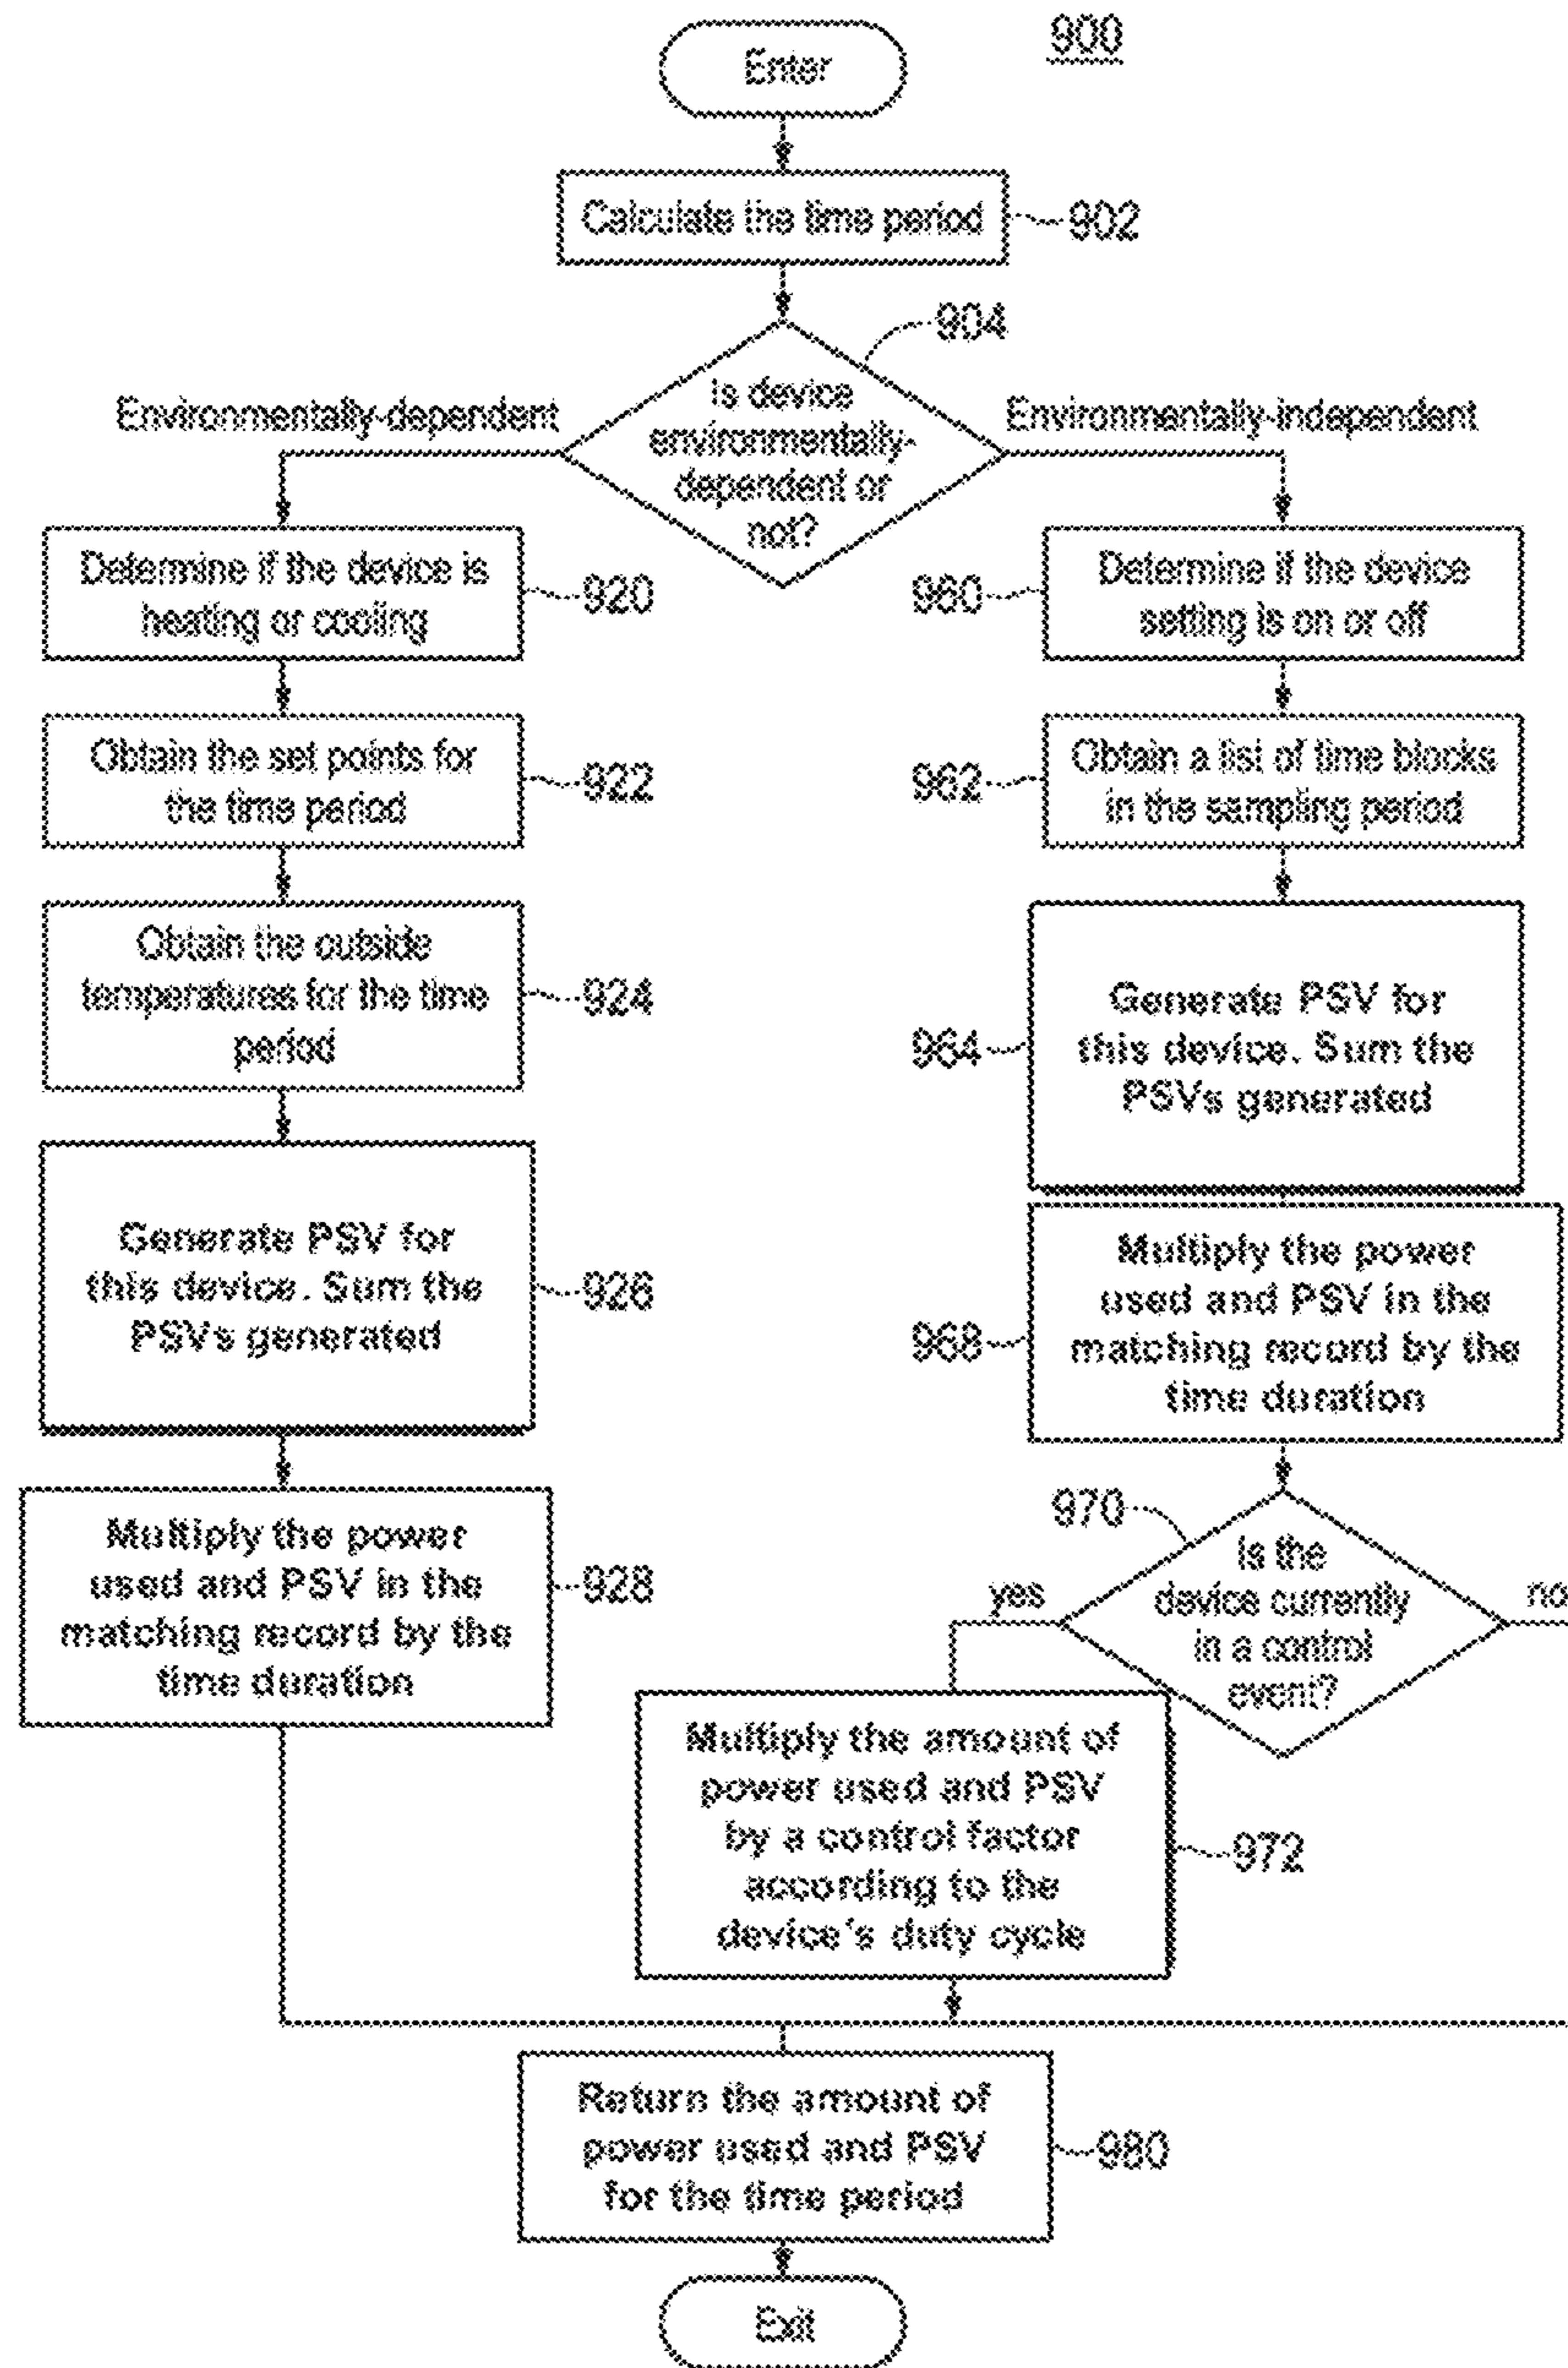 900
Enter
Calculate the time period
902
904
Is device
environmentally-
dependent or
not?
Environmentally-dependent
Environmentally-independent
Determine if the device is
heating or cooling
920
Obtain the set points for
the time period
922
Obtain the outside
temperatures for the time
period
924
Generate PSV for
this device. Sum the
PSVs generated
926
Multiply the power
used and PSV in the
matching record by the
time duration
928
960
Determine if the device
setting is on or off
962
Obtain a list of time blocks
in the sampling period
964
Generate PSV for
this device. Sum the
PSVs generated
968
Multiply the power
used and PSV in the
matching record by the
time duration
970
Is the
device currently
in a control
event?
yes
no
Multiply the amount of
power used and PSV
by a control factor
according to the
device's duty cycle
972
Return the amount of
power used and PSV
for the time period
980
Exit